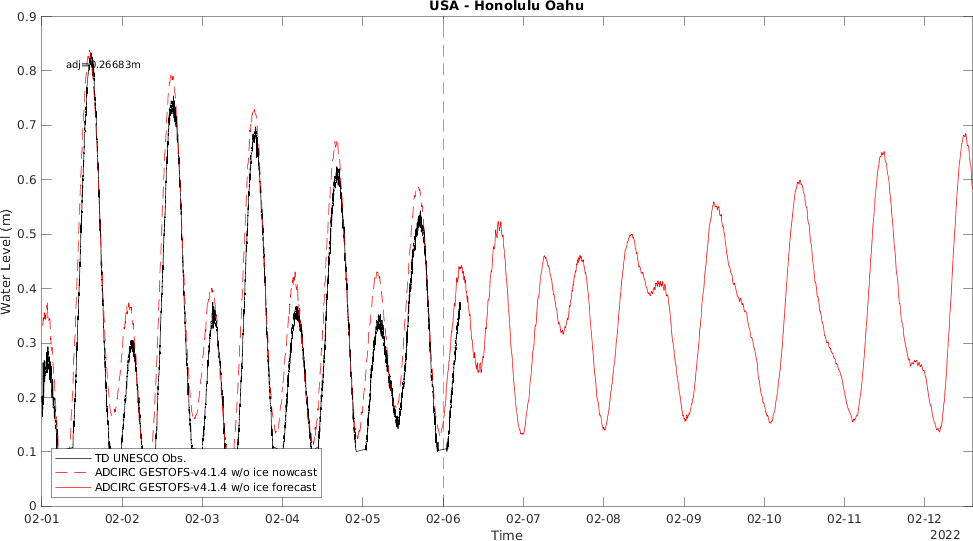 USA - Honolulu Oahu
0.9
adj=0.26683m
0.8
0.7
0.6
0.5
Water Level (m)
0.4
0.3
0.2
0.1
TD UNESCO Obs.
ADCIRC GESTOFS-v4.1.4 w/o ice nowcast
ADCIRC GESTOFS-v4.1.4 w/o ice forecast
0
02-01 02-02 02-03 02-04 02-05 02-06 02-07 02-08 02-09 02-10 02-11 02-12
Time
2022